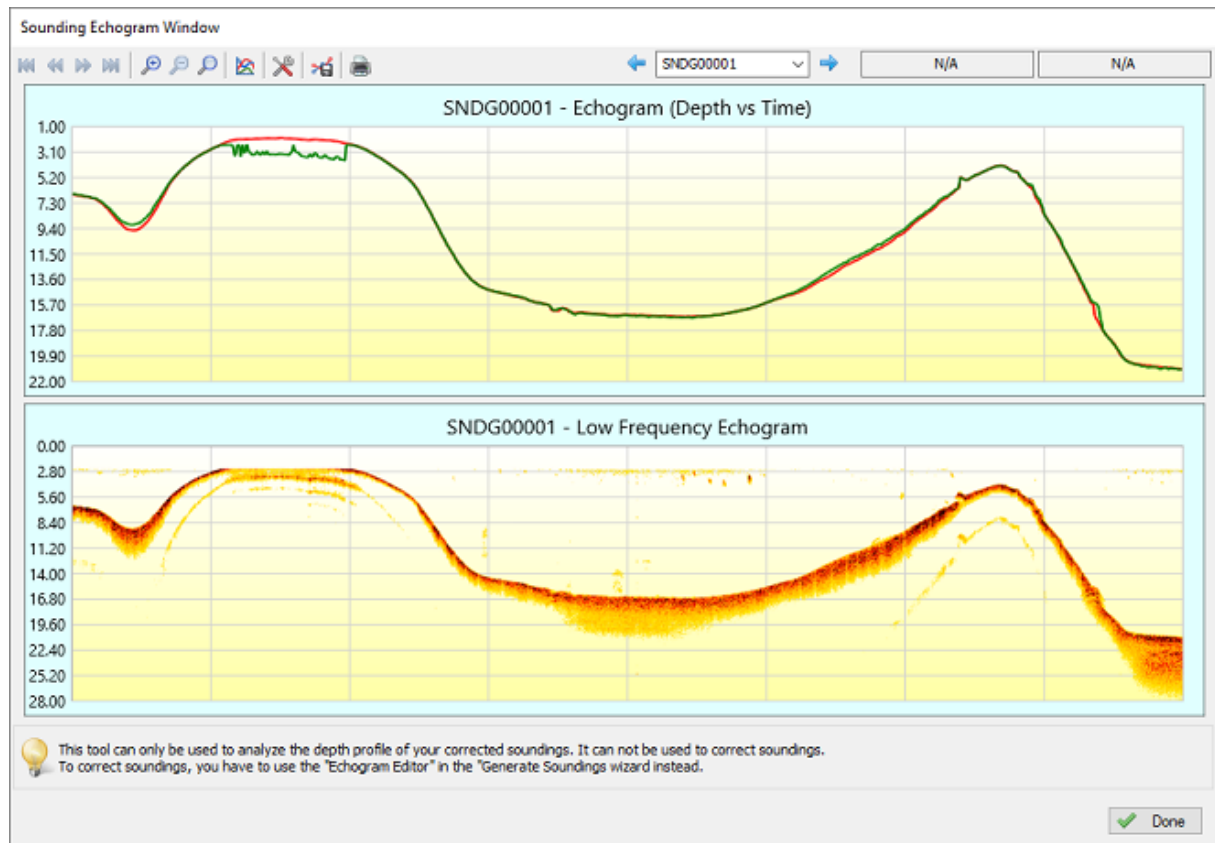 Sounding Echogram Window
SNDG00001
N/A
N/A
SNDG00001 - Echogram (Depth vs Time)
1.00
3.10
5.20
7.30
9.40
11.50
13.60
15.70
17.80
19.90
22.00
SNDG00001 - Low Frequency Echogram
0.00
2.80
5.60
8.40
11.20
14.00
16.80
19.60
22.40
25.20
28.00
This tool can only be used to analyze the depth profile of your corrected soundings. It can not be used to correct soundings.
To correct soundings, you have to use the "Echogram Editor" in the "Generate Soundings wizard instead.
Done